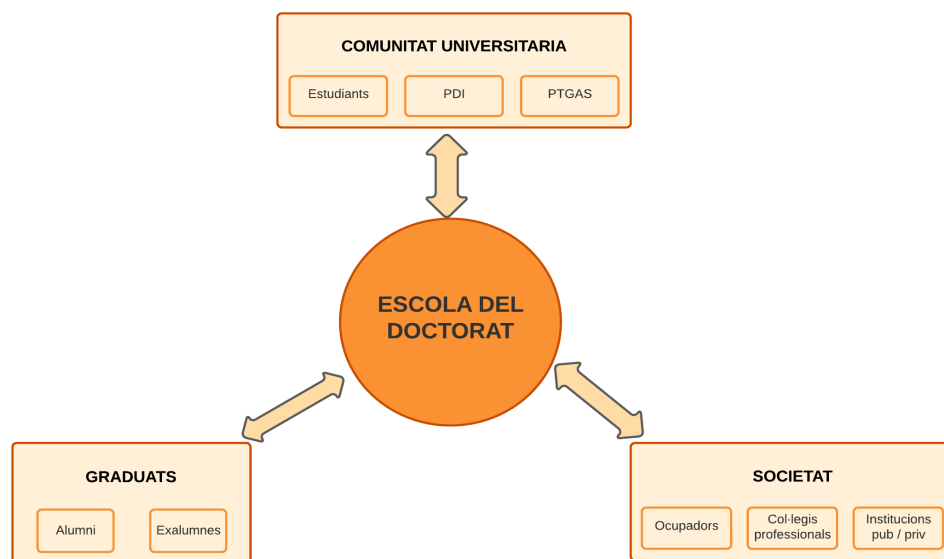 COMUNITAT UNIVERSITARIA
Estudiants
PDI
PTGAS
ESCOLA DEL
DOCTORAT
GRADUATS
Alumni
Exalumnes
SOCIETAT
Ocupadors
Col·legis
professionals
Institucions
pub / priv